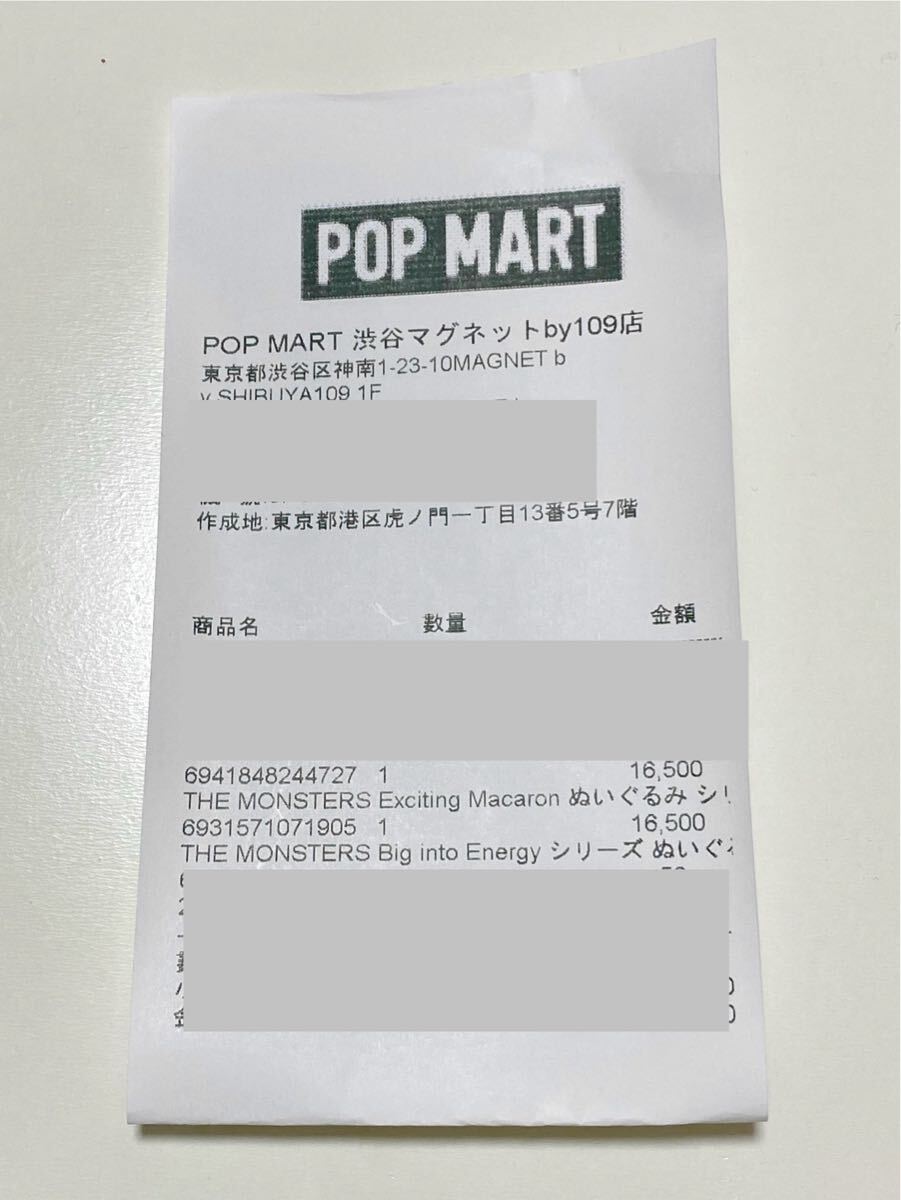 POP MART
POP MART 渋谷マグネットby109店
東京都渋谷区神南1-23-10MAGNET b
y SHIBUYA109 1F
作成地:東京都港区虎ノ門一丁目13番5号7階
商品名 数量 金額
6941848244727 1 16,500
THE MONSTERS Exciting Macaron ぬいぐるみ シリ
6931571071905 1 16,500
THE MONSTERS Big into Energy シリーズ ぬいぐる